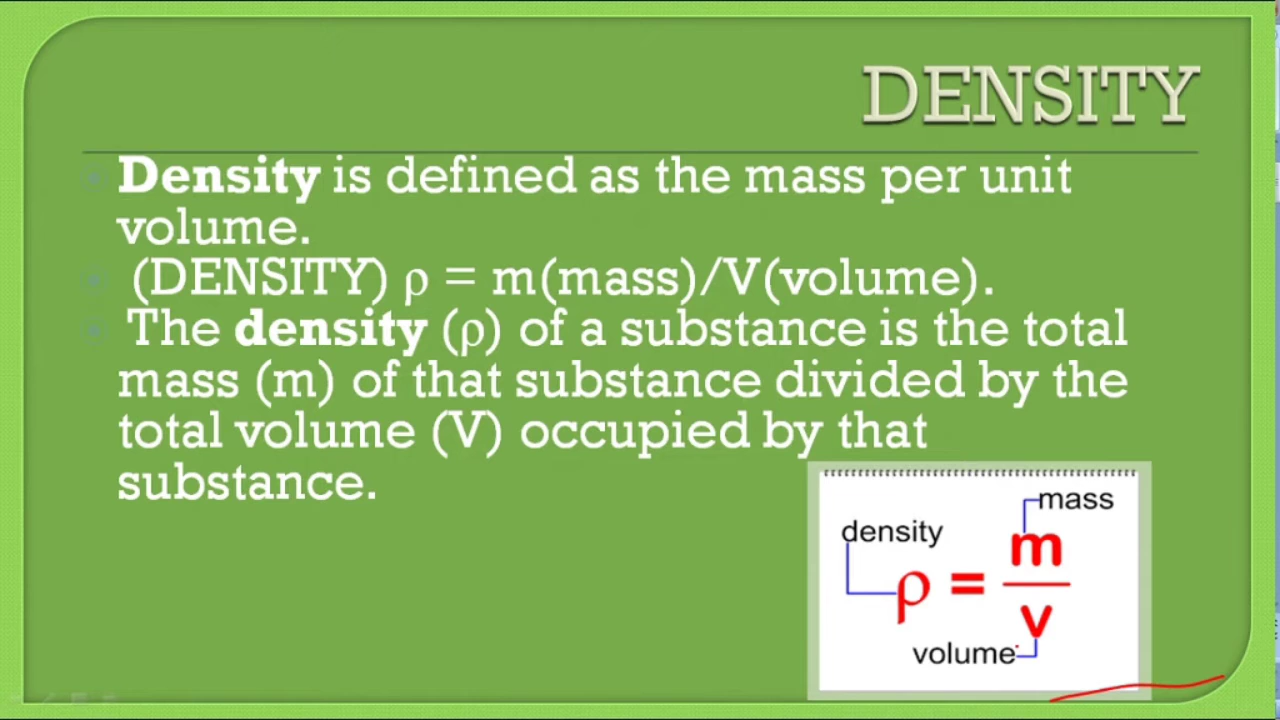 DENSITY
Density is defined as the mass per unit
volume.
(DENSITY) ρ = m(mass)/V(volume).
The density (ρ) of a substance is the total
mass (m) of that substance divided by the
total volume (V) occupied by that
substance.
mass
density
m
ρ =
v
volume